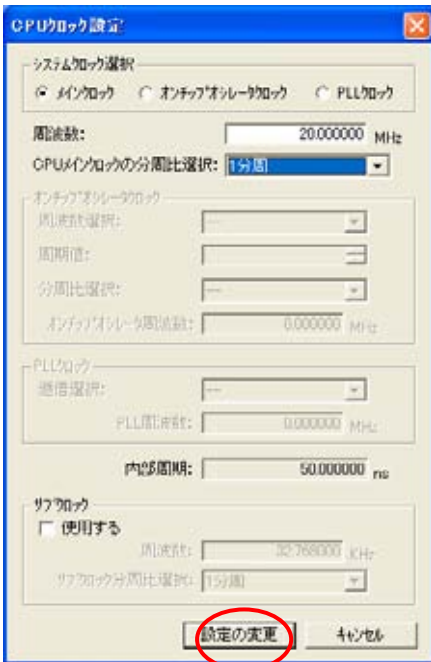 CPUｸﾛｯｸ設定
ｼｽﾃﾑｸﾛｯｸ選択
ﾒｲﾝｸﾛｯｸ ｵﾝﾁｯﾌﾟｵｼﾚｰﾀｸﾛｯｸ PLLｸﾛｯｸ
周波数: 20.000000 MHz
CPUﾒｲﾝｸﾛｯｸの分周比選択: 1分周
ｵﾝﾁｯﾌﾟｵｼﾚｰﾀｸﾛｯｸ
周波数選択: ---
周期値:
分周比選択: ---
ｵﾝﾁｯﾌﾟｵｼﾚｰﾀ周波数: 0.000000 MHz
PLLｸﾛｯｸ
逓倍選択: ---
PLL周波数: 0.000000 MHz
内部周期: 50.000000 ns
ｻﾌﾞｸﾛｯｸ
使用する
周波数: 32.768000 KHz
ｻﾌﾞｸﾛｯｸ分周比選択: 1分周
設定の変更 ｷｬﾝｾﾙ